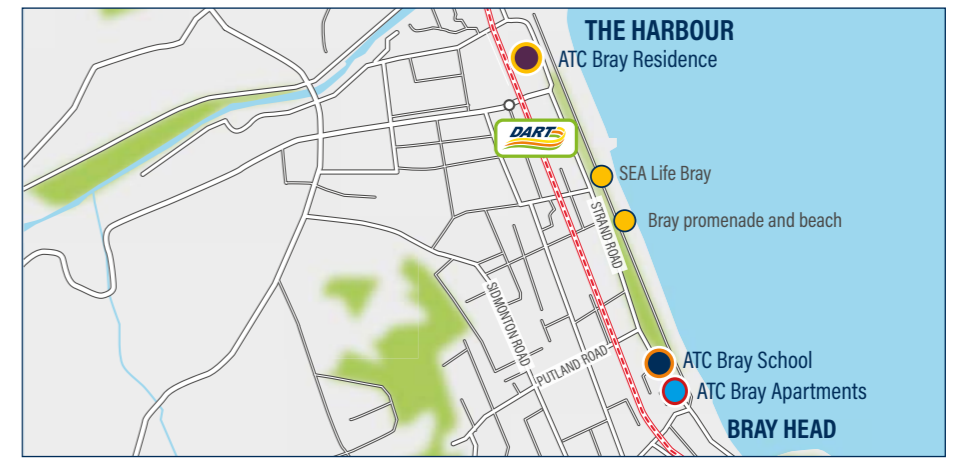 THE HARBOUR
ATC Bray Residence
DART
SEA Life Bray
Bray promenade and beach
STRAND ROAD
SIDMONTON ROAD
PUTLAND ROAD
ATC Bray School
ATC Bray Apartments
BRAY HEAD